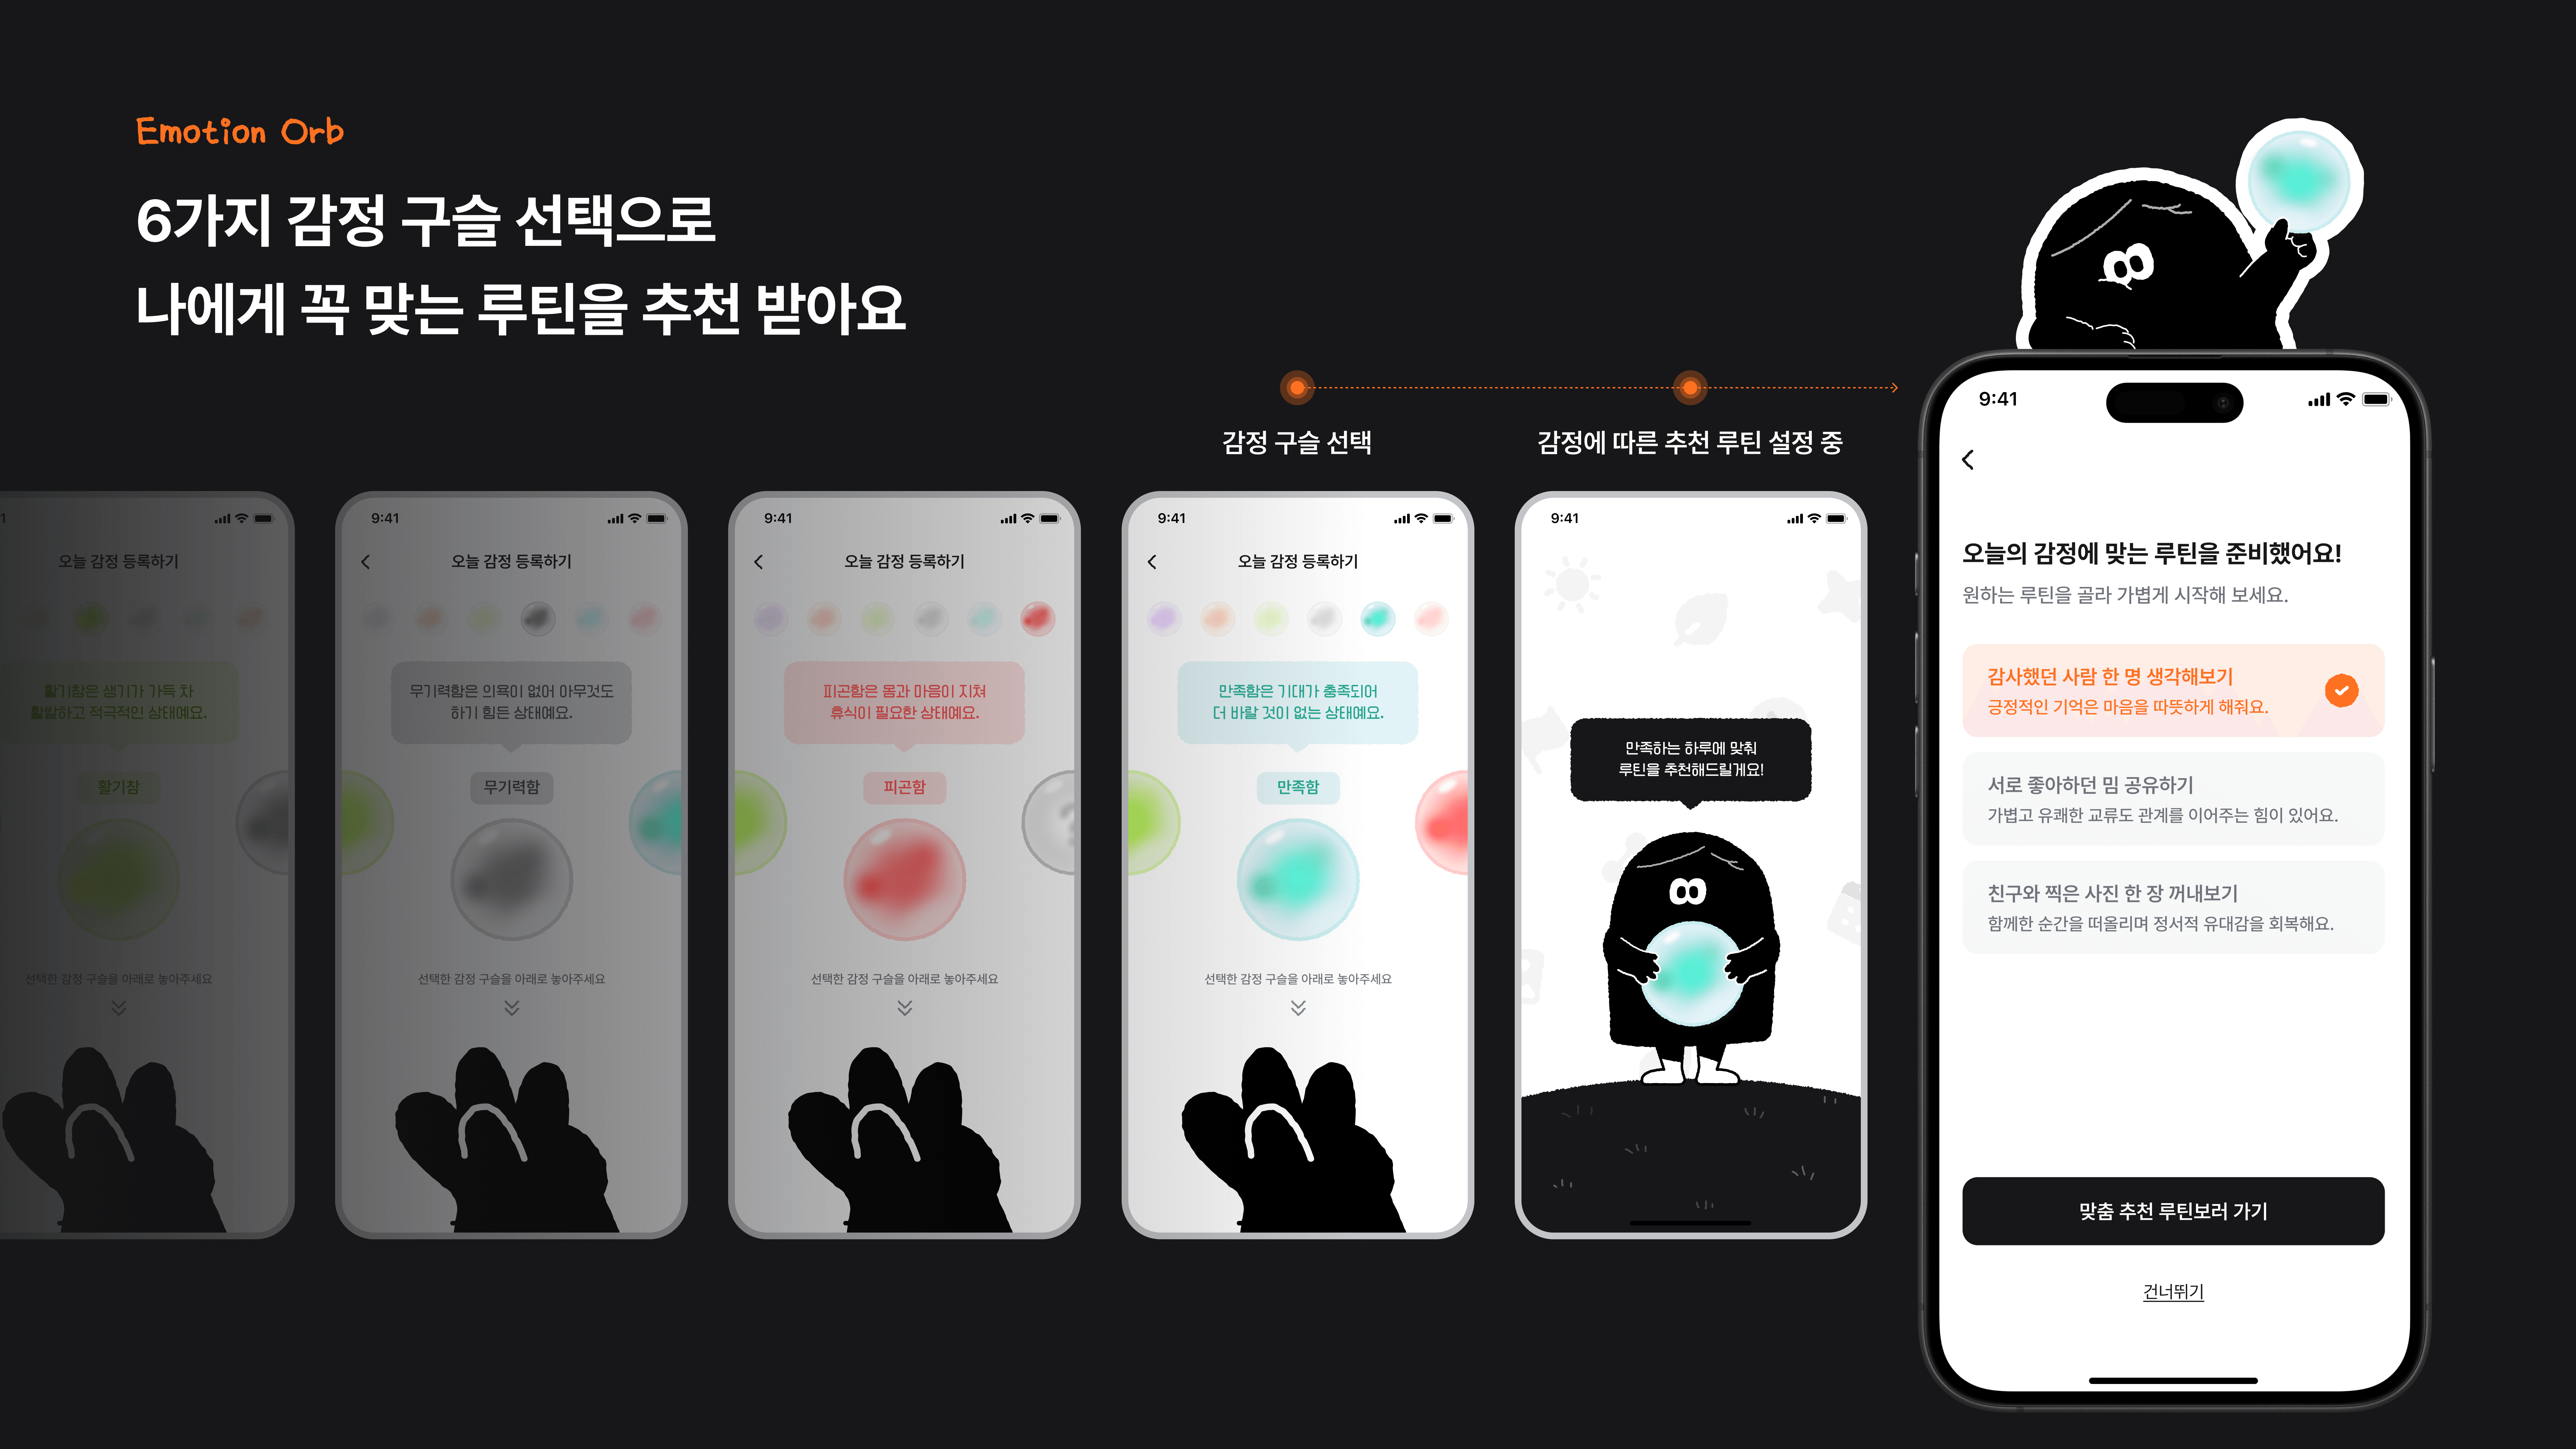 Emotion Orb
6가지 감정 구슬 선택으로
나에게 꼭 맞는 루틴을 추천 받아요
감정 구슬 선택
감정에 따른 추천 루틴 설정 중
오늘 감정 등록하기
활기참은 생기가 가득 차
활발하고 적극적인 상태예요.
활기참
선택한 감정 구슬을 아래로 놓아주세요
9:41
오늘 감정 등록하기
무기력함은 의욕이 없어 아무것도
하기 힘든 상태예요.
무기력함
선택한 감정 구슬을 아래로 놓아주세요
9:41
오늘 감정 등록하기
피곤함은 몸과 마음이 지쳐
휴식이 필요한 상태예요.
피곤함
선택한 감정 구슬을 아래로 놓아주세요
9:41
오늘 감정 등록하기
만족함은 기대가 충족되어
더 바랄 것이 없는 상태예요.
만족함
선택한 감정 구슬을 아래로 놓아주세요
9:41
만족하는 하루에 맞춰
루틴을 추천해드릴게요!
9:41
오늘의 감정에 맞는 루틴을 준비했어요!
원하는 루틴을 골라 가볍게 시작해 보세요.
감사했던 사람 한 명 생각해보기
긍정적인 기억은 마음을 따뜻하게 해줘요.
서로 좋아하던 밈 공유하기
가볍고 유쾌한 교류도 관계를 이어주는 힘이 있어요.
친구와 찍은 사진 한 장 꺼내보기
함께한 순간을 떠올리며 정서적 유대감을 회복해요.
맞춤 추천 루틴보러 가기
건너뛰기